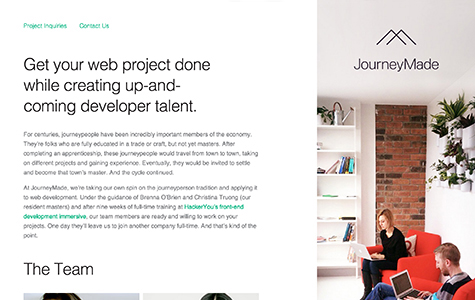 Project Inquiries Contact Us
JourneyMade
Get your web project done
while creating up-and-
coming developer talent.
For centuries, journeypeople have been incredibly important members of the economy.
They're folks who are fully educated in a trade or craft, but not yet masters. After
completing an apprenticeship, these journeypeople would travel from town to town, taking
on different projects and gaining experience. Eventually, they would be invited to settle
and become that town's master. And the cycle continued.
At JourneyMade, we're taking our own spin on the journeyperson tradition and applying it
to web development. Under the guidance of Brenna O'Brien and Christina Truong (our
resident masters) and after nine weeks of full-time training at HackerYou's front-end
development immersive, our team members are ready and willing to work on your
projects. One day they'll leave us to join another company full-time. And that's kind of the
point.
The Team